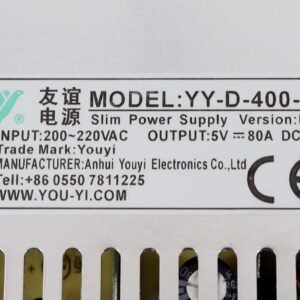 友谊 MODEL:YY-D-400-
电源 Slim Power Supply Version:
INPUT:200~220VAC OUTPUT:5V⎓80A DC
Trade Mark:Youyi
MANUFACTURER:Anhui Youyi Electronics Co.,Ltd
Tel:+86 0550 7811225
WWW.YOU-YI.COM